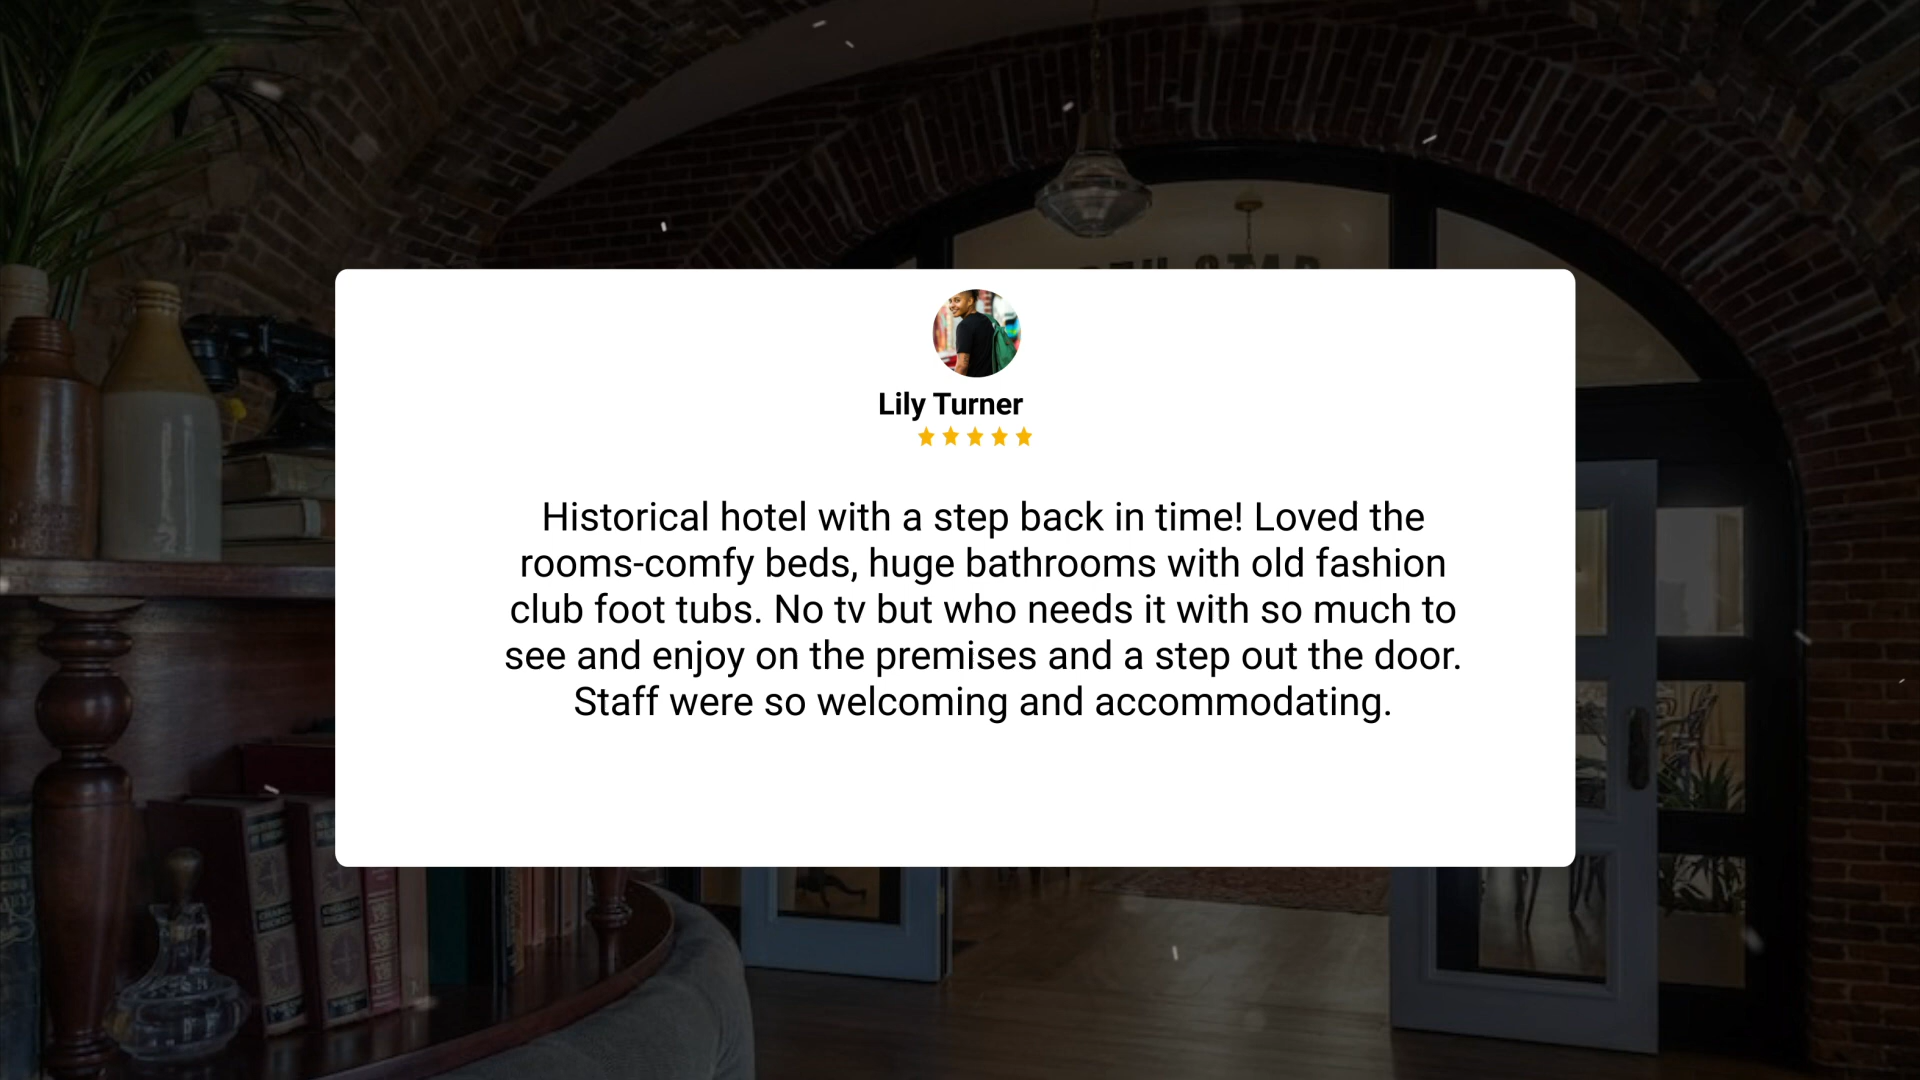 Lily Turner
Historical hotel with a step back in time! Loved the
rooms-comfy beds, huge bathrooms with old fashion
club foot tubs. No tv but who needs it with so much to
see and enjoy on the premises and a step out the door.
Staff were so welcoming and accommodating.